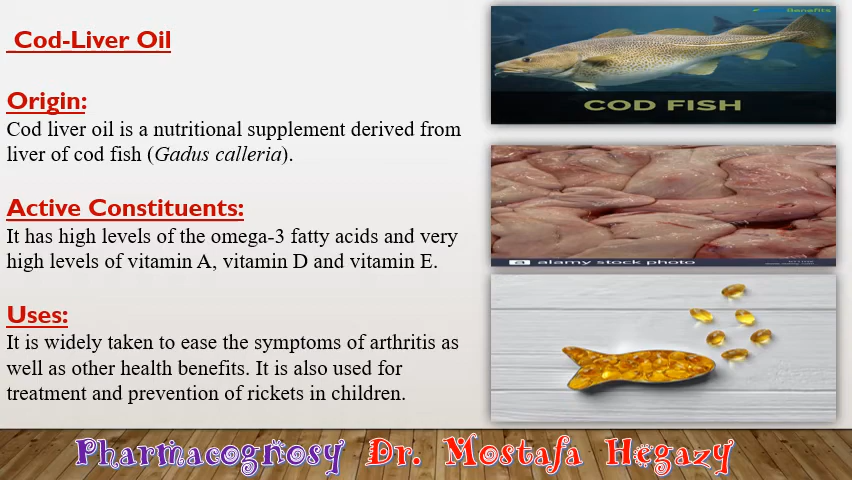 Cod-Liver Oil
Origin:
Cod liver oil is a nutritional supplement derived from
liver of cod fish (Gadus calleria).
Active Constituents:
It has high levels of the omega-3 fatty acids and very
high levels of vitamin A, vitamin D and vitamin E.
Uses:
It is widely taken to ease the symptoms of arthritis as
well as other health benefits. It is also used for
treatment and prevention of rickets in children.
Benefits
COD FISH
a alamy stock photo
Pharmacognosy Dr. Mostafa Hegazy